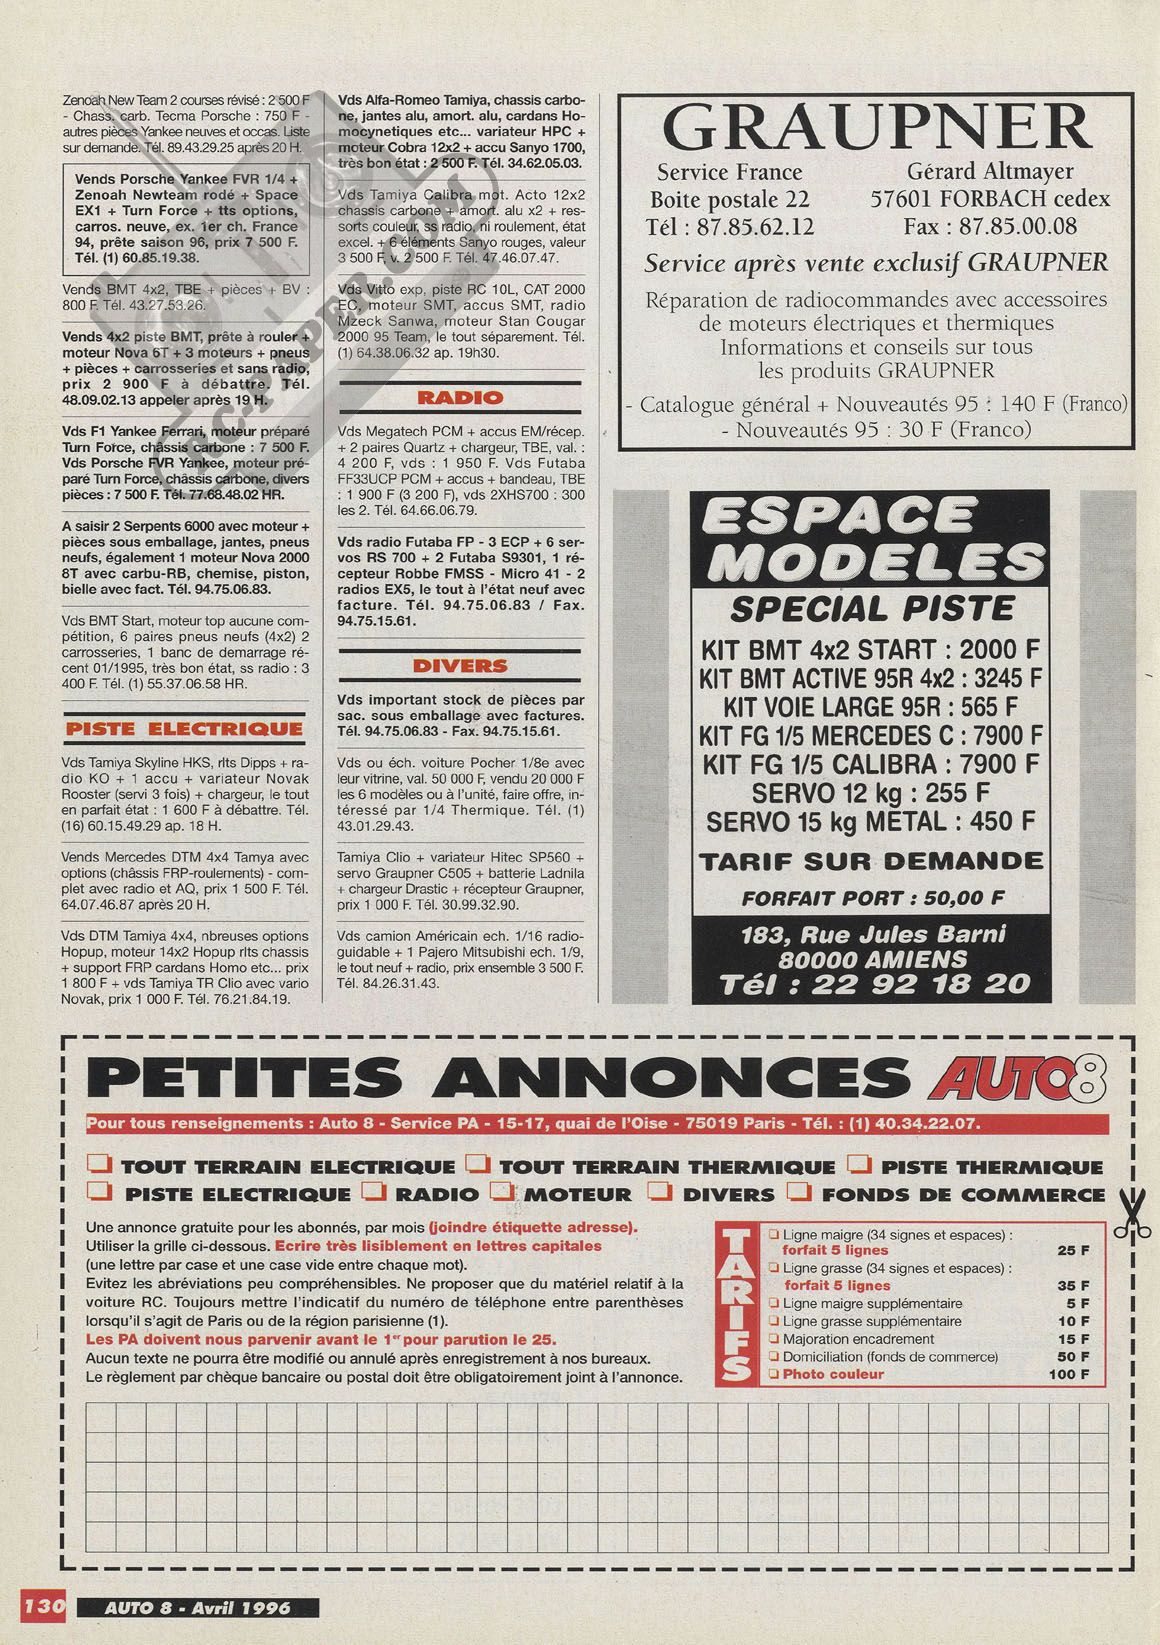 Zenoah New Team 2 courses révisé : 2 500 F
- Chass. carb. Tecma Porsche : 750 F -
autres pièces Yankee neuves et occas. Liste
sur demande. Tél. 89.43.29.25 après 20 H.
Vends Porsche Yankee FVR 1/4 +
Zenoah Newteam rodé + Space
EX1 + Turn Force + tts options,
carros. neuve, ex. 1er ch. France
94, prête saison 96, prix 7 500 F.
Tél. (1) 60.85.19.38.
Vends BMT 4x2, TBE + pièces + BV :
800 F. Tél. 43.27.53.26.
Vends 4x2 piste BMT, prête à rouler +
moteur Nova 6T + 3 moteurs + pneus
+ pièces + carrosseries et sans radio,
prix 2 900 F à débattre. Tél.
48.09.02.13 appeler après 19 H.
Vds F1 Yankee Ferrari, moteur préparé
Turn Force, châssis carbone : 7 500 F.
Vds Porsche FVR Yankee, moteur pré-
paré Turn Force, châssis carbone, divers
pièces : 7 500 F. Tél. 77.68.48.02 HR.
A saisir 2 Serpents 6000 avec moteur +
pièces sous emballage, jantes, pneus
neufs, également 1 moteur Nova 2000
8T avec carbu-RB, chemise, piston,
bielle avec fact. Tél. 94.75.06.83.
Vds BMT Start, moteur top aucune com-
pétition, 6 paires pneus neufs (4x2) 2
carrosseries, 1 banc de demarrage ré-
cent 01/1995, très bon état, ss radio : 3
400 F. Tél. (1) 55.37.06.58 HR.
PISTE ELECTRIQUE
Vds Tamiya Skyline HKS, rlts Dipps + ra-
dio KO + 1 accu + variateur Novak
Rooster (servi 3 fois) + chargeur, le tout
en parfait état : 1 600 F à débattre. Tél.
(16) 60.15.49.29 ap. 18 H.
Vends Mercedes DTM 4x4 Tamya avec
options (châssis FRP-roulements) - com-
plet avec radio et AQ, prix 1 500 F. Tél.
64.07.46.87 après 20 H.
Vds DTM Tamiya 4x4, nbreuses options
Hopup, moteur 14x2 Hopup rlts chassis
+ support FRP cardans Homo etc... prix
1 800 F + vds Tamiya TR Clio avec vario
Novak, prix 1 000 F. Tél. 76.21.84.19.
Vds Alfa-Romeo Tamiya, chassis carbo-
ne, jantes alu, amort. alu, cardans Ho-
mocynetiques etc... variateur HPC +
moteur Cobra 12x2 + accu Sanyo 1700,
très bon état : 2 500 F. Tél. 34.62.05.03.
Vds Tamiya Calibra mot. Acto 12x2
chassis carbone + amort. alu x2 + res-
sorts couleur, ss radio ni roulement, état
excel. + 6 éléments Sanyo rouges, valeur
3 500 F, v. 2 500 F. Tél. 47.46.07.47.
Vds Vitto exp, piste RC 10L, CAT 2000
EC, moteur SMT, accus SMT, radio
Mzeck Sanwa, moteur Stan Cougar
2000 95 Team, le tout séparement. Tél.
(1) 64.38.06.32 ap. 19h30.
RADIO
Vds Megatech PCM + accus EM/récep.
+ 2 paires Quartz + chargeur, TBE, val. :
4 200 F, vds : 1 950 F. Vds Futaba
FF33UCP PCM + accus + bandeau, TBE
: 1 900 F (3 200 F), vds 2XHS700 : 300
les 2. Tél. 64.66.06.79.
Vds radio Futaba FP - 3 ECP + 6 ser-
vos RS 700 + 2 Futaba S9301, 1 ré-
cepteur Robbe FMSS - Micro 41 - 2
radios EX5, le tout à l'état neuf avec
facture. Tél. 94.75.06.83 / Fax.
94.75.15.61.
DIVERS
Vds important stock de pièces par
sac. sous emballage avec factures.
Tél. 94.75.06.83 - Fax. 94.75.15.61.
Vds ou éch. voiture Pocher 1/8e avec
leur vitrine, val. 50 000 F, vendu 20 000 F
les 6 modèles ou à l'unité, faire offre, in-
téressé par 1/4 Thermique. Tél. (1)
43.01.29.43.
Tamiya Clio + variateur Hitec SP560 +
servo Graupner C505 + batterie Ladnila
+ chargeur Drastic + récepteur Graupner,
prix 1 000 F. Tél. 30.99.32.90.
Vds camion Américain ech. 1/16 radio-
guidable + 1 Pajero Mitsubishi ech. 1/9,
le tout neuf + radio, prix ensemble 3 500 F.
Tél. 84.26.31.43.
RC-PAPER.COM
GRAUPNER
Service France Gérard Altmayer
Boite postale 22 57601 FORBACH cedex
Tél : 87.85.62.12 Fax : 87.85.00.08
Service après vente exclusif GRAUPNER
Réparation de radiocommandes avec accessoires
de moteurs électriques et thermiques
Informations et conseils sur tous
les produits GRAUPNER
- Catalogue général + Nouveautés 95 : 140 F (Franco)
- Nouveautés 95 : 30 F (Franco)
ESPACE
MODELES
SPECIAL PISTE
KIT BMT 4x2 START : 2000 F
KIT BMT ACTIVE 95R 4x2 : 3245 F
KIT VOIE LARGE 95R : 565 F
KIT FG 1/5 MERCEDES C : 7900 F
KIT FG 1/5 CALIBRA : 7900 F
SERVO 12 kg : 255 F
SERVO 15 kg METAL : 450 F
TARIF SUR DEMANDE
FORFAIT PORT : 50,00 F
183, Rue Jules Barni
80000 AMIENS
Tél : 22 92 18 20
PETITES ANNONCES AUTO8
Pour tous renseignements : Auto 8 - Service PA - 15-17, quai de l'Oise - 75019 Paris - Tél. : (1) 40.34.22.07.
TOUT TERRAIN ELECTRIQUE TOUT TERRAIN THERMIQUE PISTE THERMIQUE
PISTE ELECTRIQUE RADIO MOTEUR DIVERS FONDS DE COMMERCE
Une annonce gratuite pour les abonnés, par mois (joindre étiquette adresse).
Utiliser la grille ci-dessous. Ecrire très lisiblement en lettres capitales
(une lettre par case et une case vide entre chaque mot).
Evitez les abréviations peu compréhensibles. Ne proposer que du matériel relatif à la
voiture RC. Toujours mettre l'indicatif du numéro de téléphone entre parenthèses
lorsqu'il s'agit de Paris ou de la région parisienne (1).
Les PA doivent nous parvenir avant le 1er pour parution le 25.
Aucun texte ne pourra être modifié ou annulé après enregistrement à nos bureaux.
Le règlement par chèque bancaire ou postal doit être obligatoirement joint à l'annonce.
TARIFS
Ligne maigre (34 signes et espaces) :
forfait 5 lignes 25 F
Ligne grasse (34 signes et espaces) :
forfait 5 lignes 35 F
Ligne maigre supplémentaire 5 F
Ligne grasse supplémentaire 10 F
Majoration encadrement 15 F
Domiciliation (fonds de commerce) 50 F
Photo couleur 100 F
130 AUTO 8 - Avril 1996